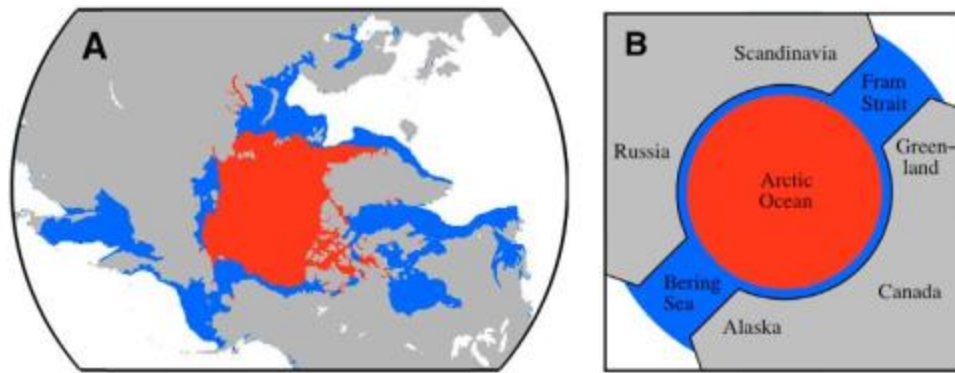 A
B
Scandinavia
Fram
Strait
Russia
Green-
land
Arctic
Ocean
Bering
Sea
Canada
Alaska